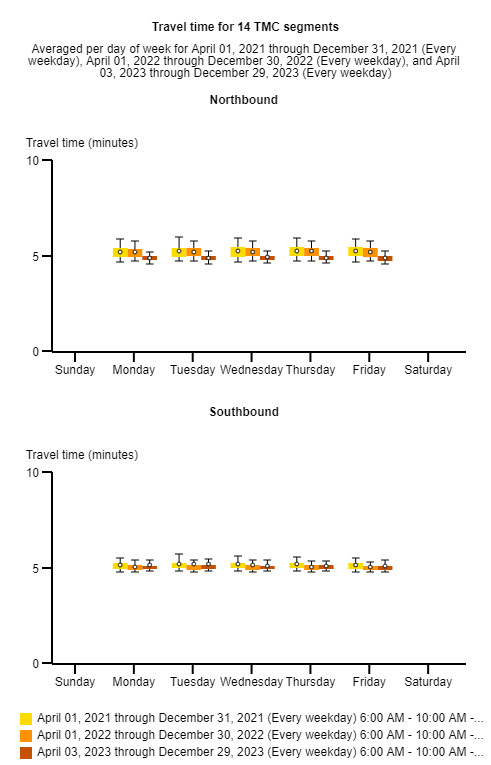 Travel time for 14 TMC segments
Averaged per day of week for April 01, 2021 through December 31, 2021 (Every
weekday), April 01, 2022 through December 30, 2022 (Every weekday), and April
03, 2023 through December 29, 2023 (Every weekday)
Northbound
Travel time (minutes)
10
5
0
Sunday Monday Tuesday Wednesday Thursday Friday Saturday
Southbound
Travel time (minutes)
10
5
0
Sunday Monday Tuesday Wednesday Thursday Friday Saturday
April 01, 2021 through December 31, 2021 (Every weekday) 6:00 AM - 10:00 AM -...
April 01, 2022 through December 30, 2022 (Every weekday) 6:00 AM - 10:00 AM -...
April 03, 2023 through December 29, 2023 (Every weekday) 6:00 AM - 10:00 AM -...